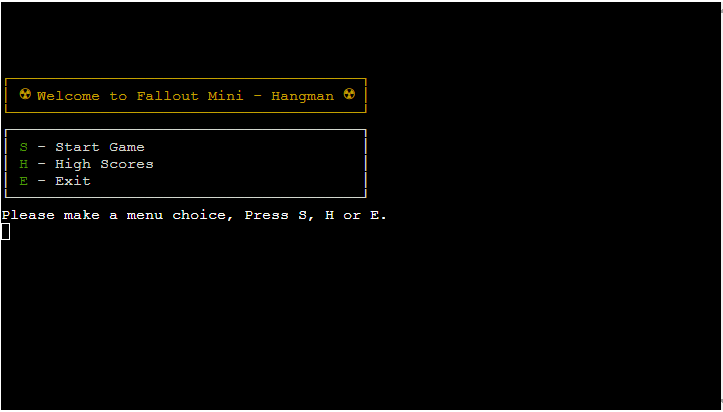 ☢ Welcome to Fallout Mini - Hangman ☢
S - Start Game
H - High Scores
E - Exit
Please make a menu choice, Press S, H or E.